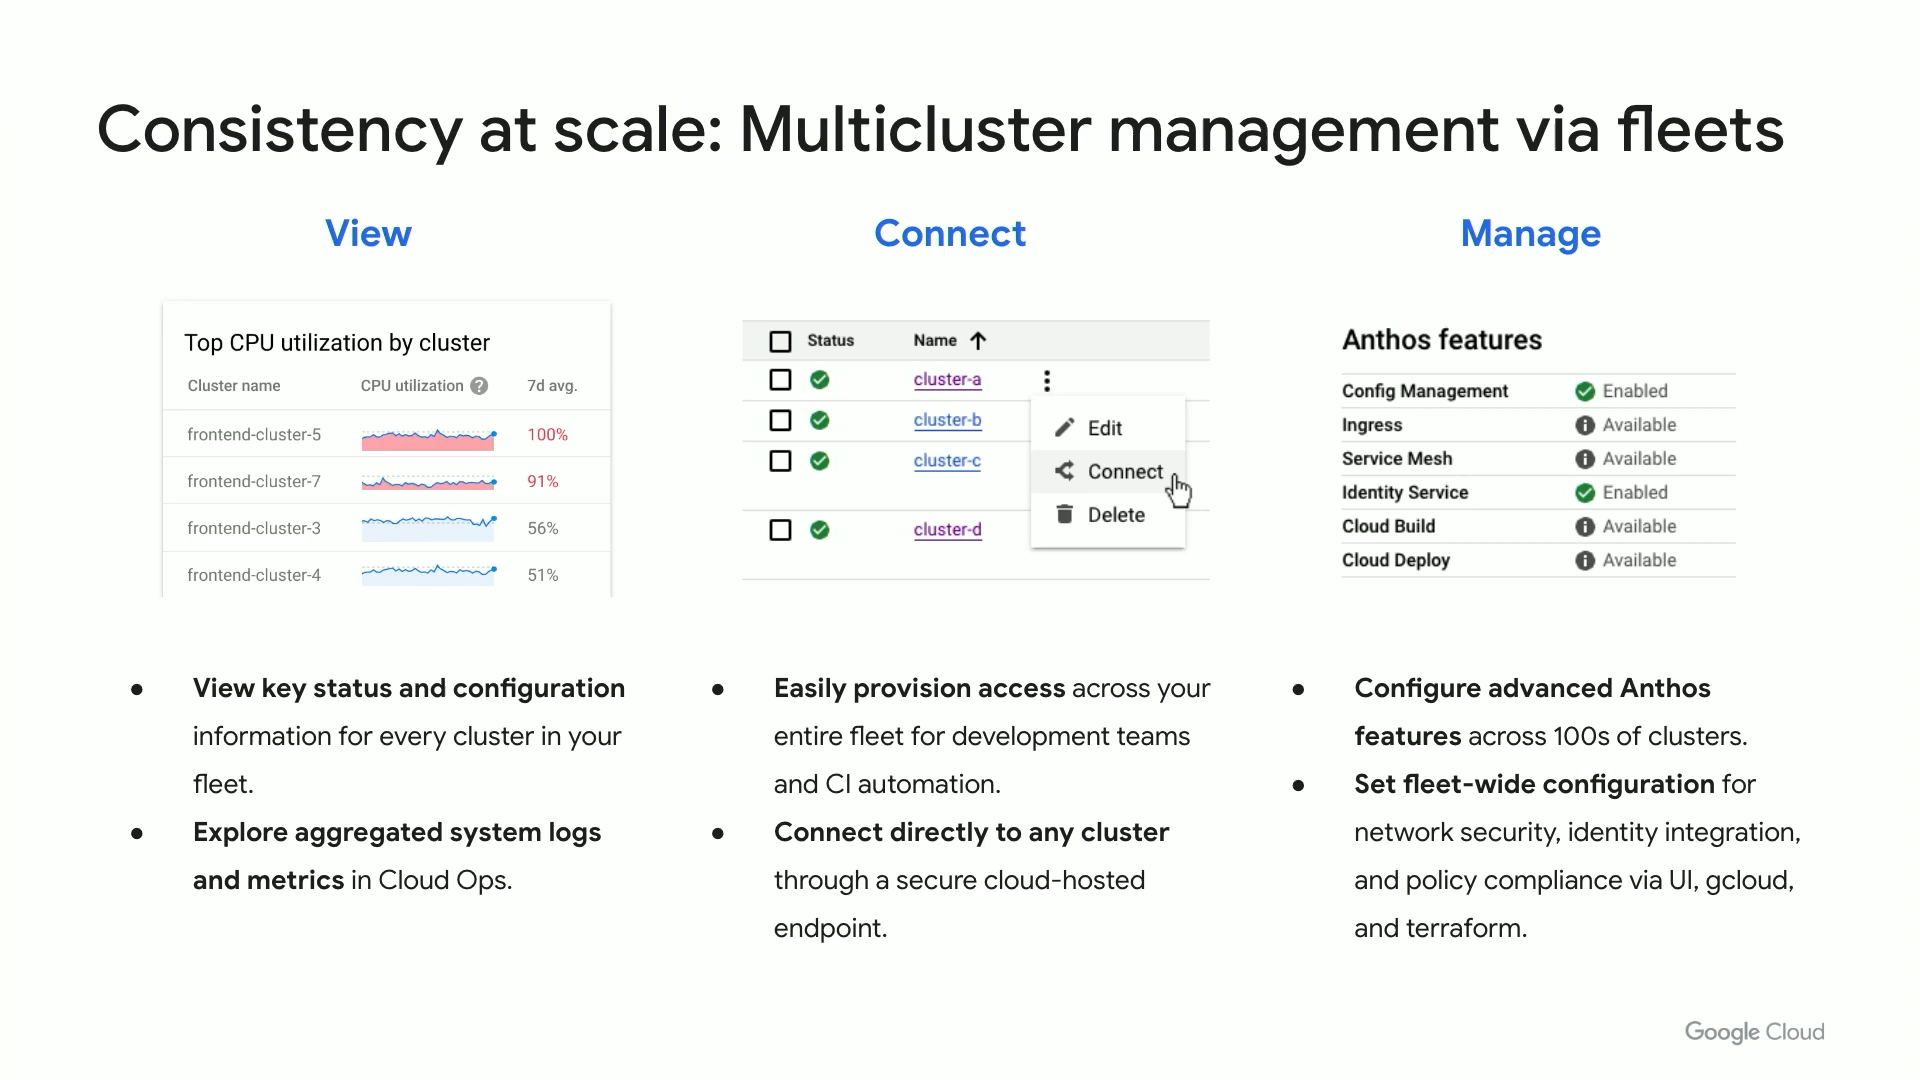 Consistency at scale: Multicluster management via fleets
View
Top CPU utilization by cluster
Cluster name CPU utilization ? 7d avg.
frontend-cluster-5 100%
frontend-cluster-7 91%
frontend-cluster-3 56%
frontend-cluster-4 51%
● View key status and configuration
information for every cluster in your
fleet.
● Explore aggregated system logs
and metrics in Cloud Ops.
Connect
Status Name ↑
cluster-a
cluster-b
cluster-c
cluster-d
Edit
Connect
Delete
● Easily provision access across your
entire fleet for development teams
and CI automation.
● Connect directly to any cluster
through a secure cloud-hosted
endpoint.
Manage
Anthos features
Config Management Enabled
Ingress Available
Service Mesh Available
Identity Service Enabled
Cloud Build Available
Cloud Deploy Available
● Configure advanced Anthos
features across 100s of clusters.
● Set fleet-wide configuration for
network security, identity integration,
and policy compliance via UI, gcloud,
and terraform.
Google Cloud